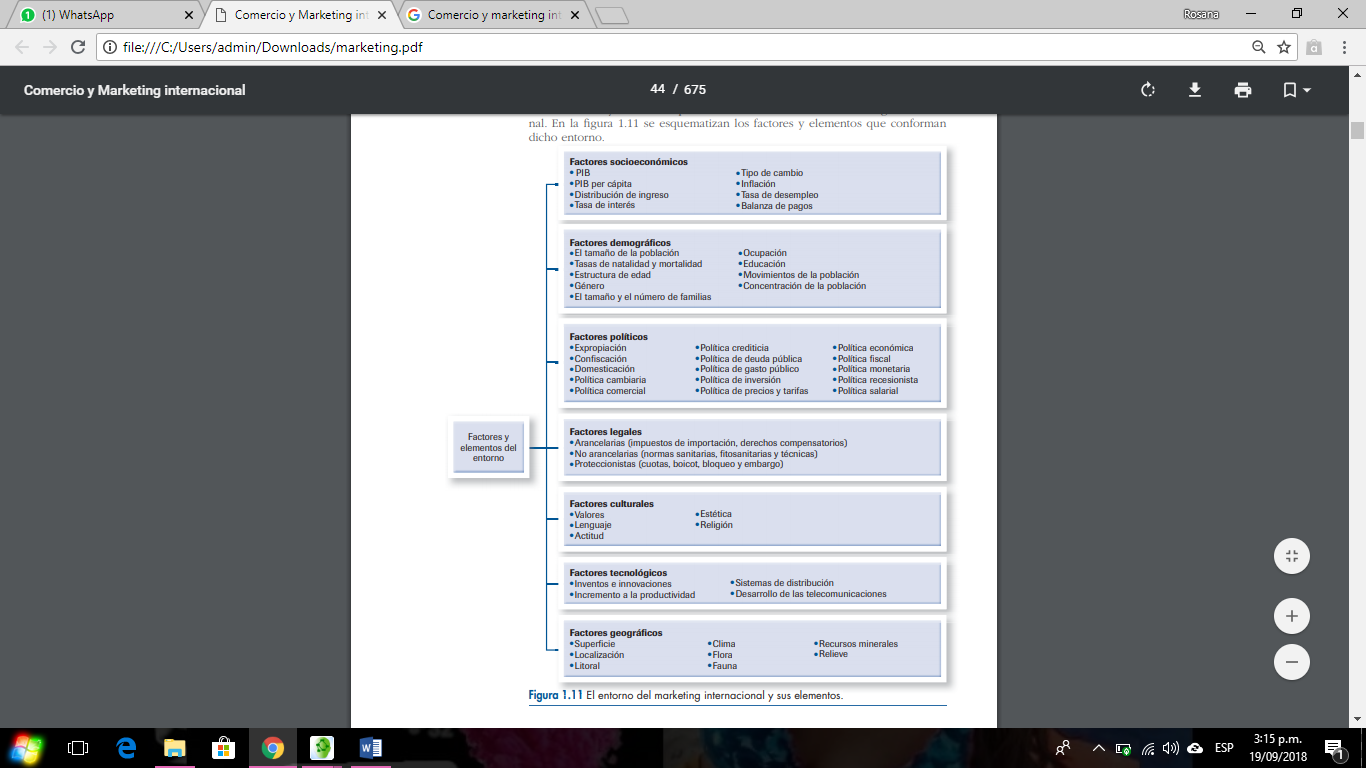 (1) WhatsApp
Comercio y Marketing int
Comercio y marketing int
Rosana
file:///C:/Users/admin/Downloads/marketing.pdf
Comercio y Marketing internacional
44 / 675
nal. En la figura 1.11 se esquematizan los factores y elementos que conforman
dicho entorno.
Factores y
elementos del
entorno
Factores socioeconómicos
• PIB
• PIB per cápita
• Distribución de ingreso
• Tasa de interés
• Tipo de cambio
• Inflación
• Tasa de desempleo
• Balanza de pagos
Factores demográficos
• El tamaño de la población
• Tasas de natalidad y mortalidad
• Estructura de edad
• Género
• El tamaño y el número de familias
• Ocupación
• Educación
• Movimientos de la población
• Concentración de la población
Factores políticos
• Expropiación
• Confiscación
• Domesticación
• Política cambiaria
• Política comercial
• Política crediticia
• Política de deuda pública
• Política de gasto público
• Política de inversión
• Política de precios y tarifas
• Política económica
• Política fiscal
• Política monetaria
• Política recesionista
• Política salarial
Factores legales
• Arancelarias (impuestos de importación, derechos compensatorios)
• No arancelarias (normas sanitarias, fitosanitarias y técnicas)
• Proteccionistas (cuotas, boicot, bloqueo y embargo)
Factores culturales
• Valores
• Lenguaje
• Actitud
• Estética
• Religión
Factores tecnológicos
• Inventos e innovaciones
• Incremento a la productividad
• Sistemas de distribución
• Desarrollo de las telecomunicaciones
Factores geográficos
• Superficie
• Localización
• Litoral
• Clima
• Flora
• Fauna
• Recursos minerales
• Relieve
Figura 1.11 El entorno del marketing internacional y sus elementos.
ESP
3:15 p.m.
19/09/2018
1